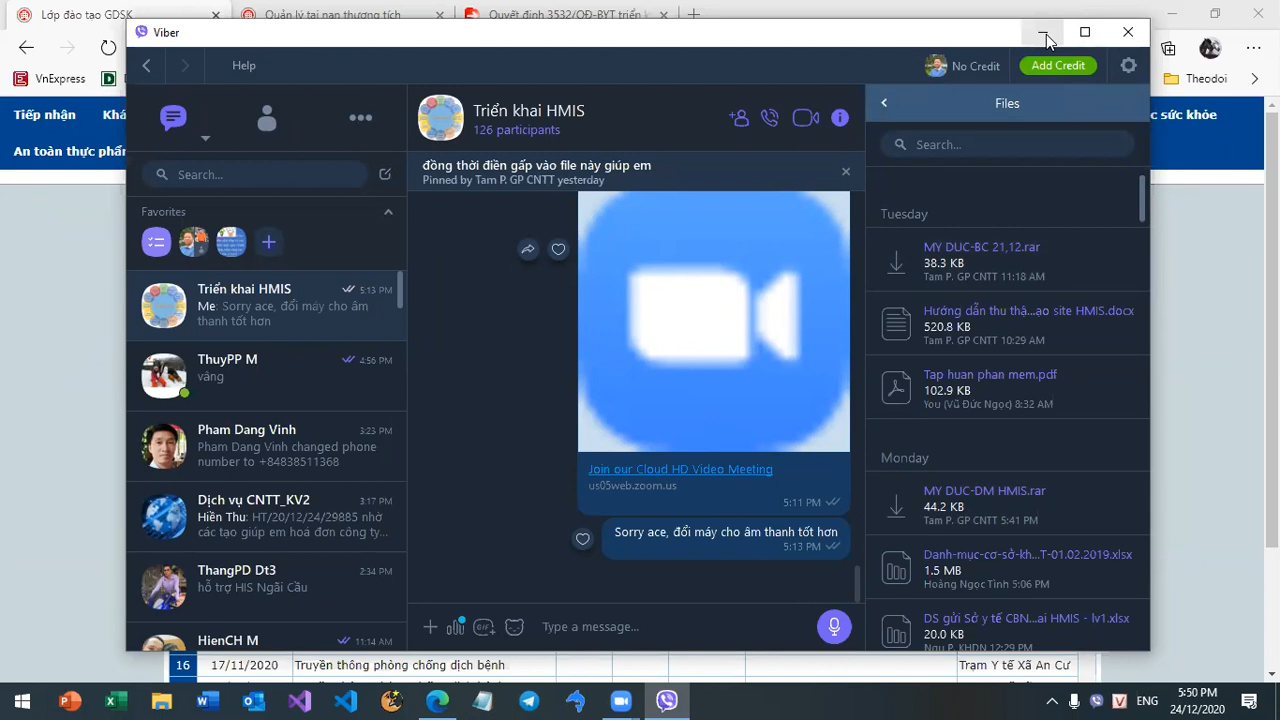 Lớp đào tạo GDSK
Quản lý tai nạn thương t
Quyết định 3532/QĐ-BYT triển k
Viber
VnExpress
Theodoi
Help
No Credit
Add Credit
Tiếp nhận
Khá
c sức khỏe
An toàn thực phẩn
Triển khai HMIS
126 participants
Files
Search...
đồng thời điền gấp vào file này giúp em
Pinned by Tam P. GP CNTT yesterday
Search...
Favorites
Triển khai HMIS
5:13 PM
Me: Sorry ace, đổi máy cho âm
thanh tốt hơn
ThuyPP M
4:56 PM
vâng
Pham Dang Vinh
3:23 PM
Pham Dang Vinh changed phone
number to +84838511368
Dịch vụ CNTT_KV2
3:17 PM
Hiền Thu: HT/20/12/24/29885 nhờ
các tạo giúp em hoá đơn công ty...
ThangPD Dt3
2:34 PM
hỗ trợ HIS Ngãi Cầu
HienCH M
11:14 AM
Join our Cloud HD Video Meeting
us05web.zoom.us
5:11 PM
Sorry ace, đổi máy cho âm thanh tốt hơn
5:13 PM
GIF
Type a message...
Tuesday
MY DUC-BC 21,12.rar
38.3 KB
Tam P. GP CNTT 11:18 AM
Hướng dẫn thu thậ...ao site HMIS.docx
520.8 KB
Tam P. GP CNTT 10:29 AM
Tap huan phan mem.pdf
102.9 KB
You (Vũ Đức Ngọc) 8:32 AM
Monday
MY DUC-DM HMIS.rar
44.2 KB
Tam P. GP CNTT 5:41 PM
Danh-mục-cơ-sở-kh...T-01.02.2019.xlsx
1.5 MB
Hoàng Ngọc Tình 5:06 PM
DS gửi Sở y tế CBN...ai HMIS - lv1.xlsx
20.0 KB
Ngu. KHDN 12:29 PM
16 17/11/2020 Truyền thông phòng chống dịch bệnh Trạm Y tế Xã An Cư
ENG
5:50 PM
24/12/2020